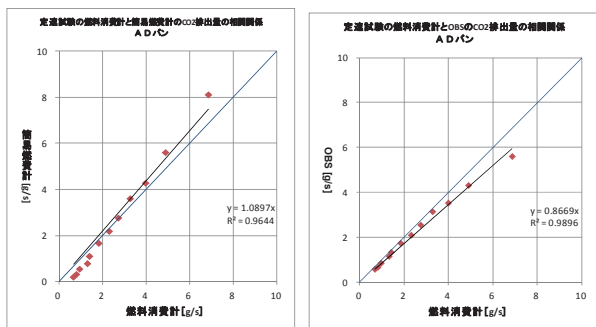 定速試験の燃料消費計と簡易燃費計のCO2排出量の相関関係
ADバン
10
8
6
4
2
0
簡易燃費計
[g/s]
y = 1.0897x
R² = 0.9644
0 2 4 6 8 10
燃料消費計[g/s]
定速試験の燃料消費計とOBSのCO2排出量の相関関係
ADバン
10
8
6
4
2
0
OBS [g/s]
y = 0.8669x
R² = 0.9896
0 2 4 6 8 10
燃料消費計[g/s]